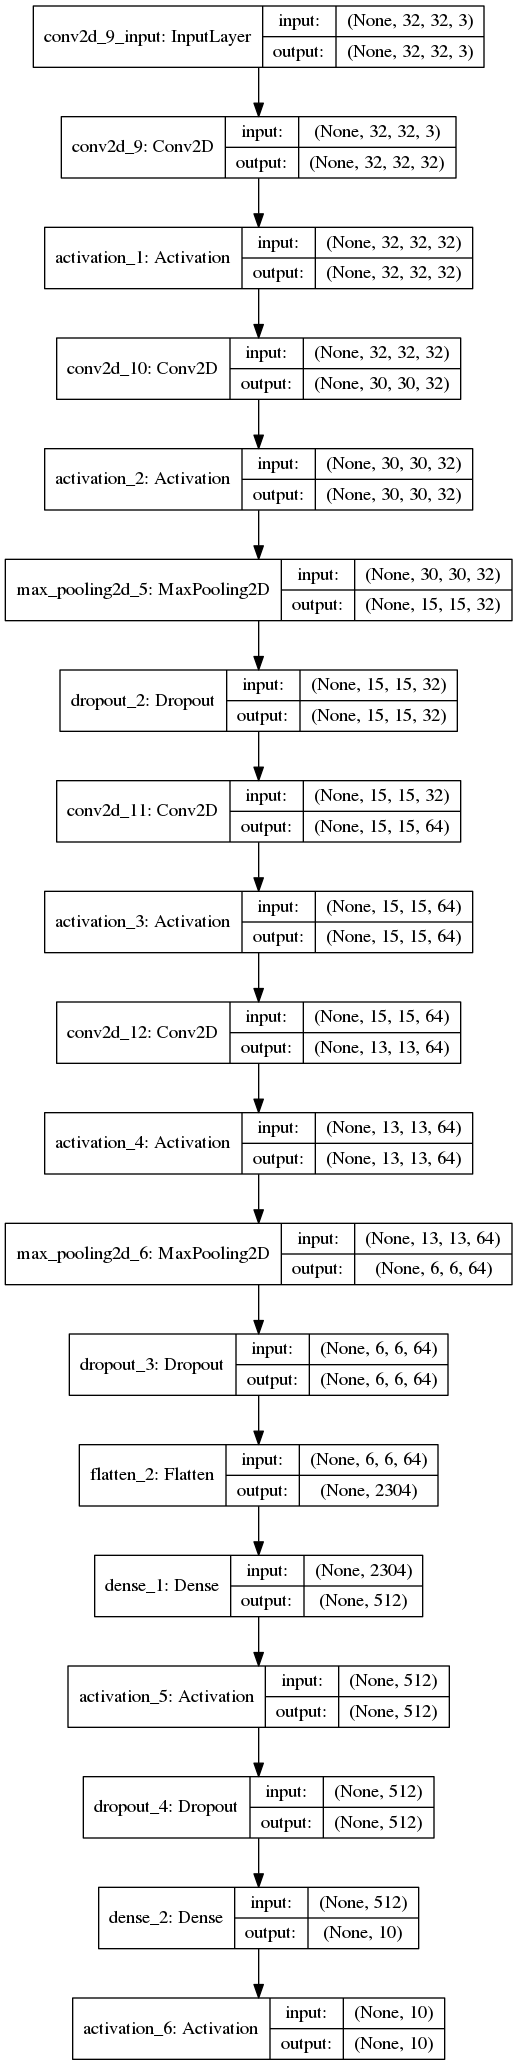 conv2d_9_input: InputLayer
input: (None, 32, 32, 3)
output: (None, 32, 32, 3)
conv2d_9: Conv2D
input: (None, 32, 32, 3)
output: (None, 32, 32, 32)
activation_1: Activation
input: (None, 32, 32, 32)
output: (None, 32, 32, 32)
conv2d_10: Conv2D
input: (None, 32, 32, 32)
output: (None, 30, 30, 32)
activation_2: Activation
input: (None, 30, 30, 32)
output: (None, 30, 30, 32)
max_pooling2d_5: MaxPooling2D
input: (None, 30, 30, 32)
output: (None, 15, 15, 32)
dropout_2: Dropout
input: (None, 15, 15, 32)
output: (None, 15, 15, 32)
conv2d_11: Conv2D
input: (None, 15, 15, 32)
output: (None, 15, 15, 64)
activation_3: Activation
input: (None, 15, 15, 64)
output: (None, 15, 15, 64)
conv2d_12: Conv2D
input: (None, 15, 15, 64)
output: (None, 13, 13, 64)
activation_4: Activation
input: (None, 13, 13, 64)
output: (None, 13, 13, 64)
max_pooling2d_6: MaxPooling2D
input: (None, 13, 13, 64)
output: (None, 6, 6, 64)
dropout_3: Dropout
input: (None, 6, 6, 64)
output: (None, 6, 6, 64)
flatten_2: Flatten
input: (None, 6, 6, 64)
output: (None, 2304)
dense_1: Dense
input: (None, 2304)
output: (None, 512)
activation_5: Activation
input: (None, 512)
output: (None, 512)
dropout_4: Dropout
input: (None, 512)
output: (None, 512)
dense_2: Dense
input: (None, 512)
output: (None, 10)
activation_6: Activation
input: (None, 10)
output: (None, 10)